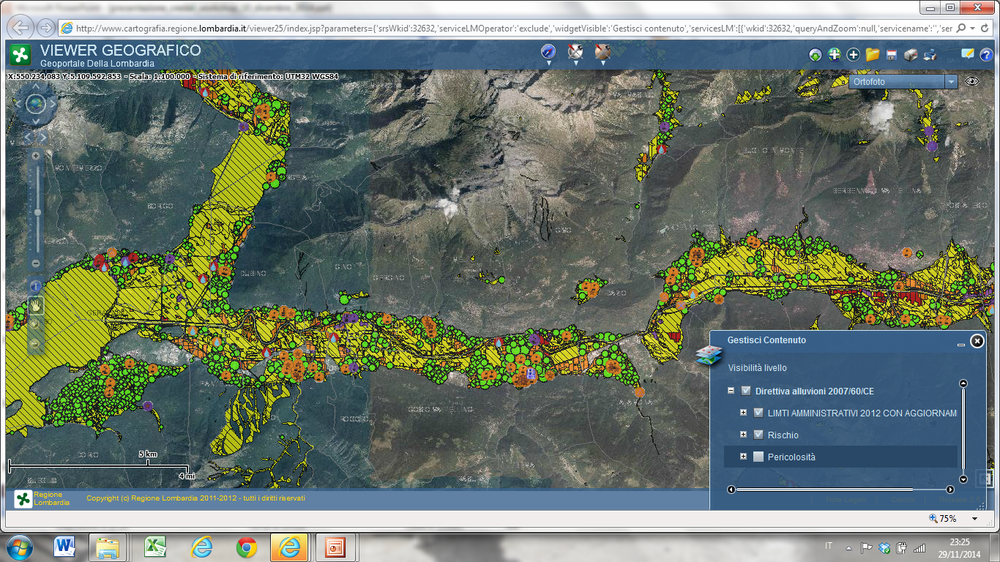 http://www.cartografia.regione.lombardia.it/viewer25/index.jsp?parameters={'srsWkid':32632,'serviceLMOperator':'exclude','widgetVisible':'Gestisci contenuto','servicesLM':[{'wkid':32632,'queryAndZoom':null,'servicename':'','ser
VIEWER GEOGRAFICO
Geoportale Della Lombardia
X:550.234,083 Y:5.109.592,853 - Scala: 1:100.000 - Sistema di riferimento: UTM32 WGS84
Ortofoto
DUBINO
Gestisci Contenuto
Visibilità livello
Direttiva alluvioni 2007/60/CE
LIMTI AMMINISTRATIVI 2012 CON AGGIORNAM
Rischio
Pericolosità
5 km
4 mi
Regione
Lombardia
Copyright (c) Regione Lombardia 2011-2012 - tutti i diritti riservati
Note Legali
75%
IT
23:25
29/11/2014